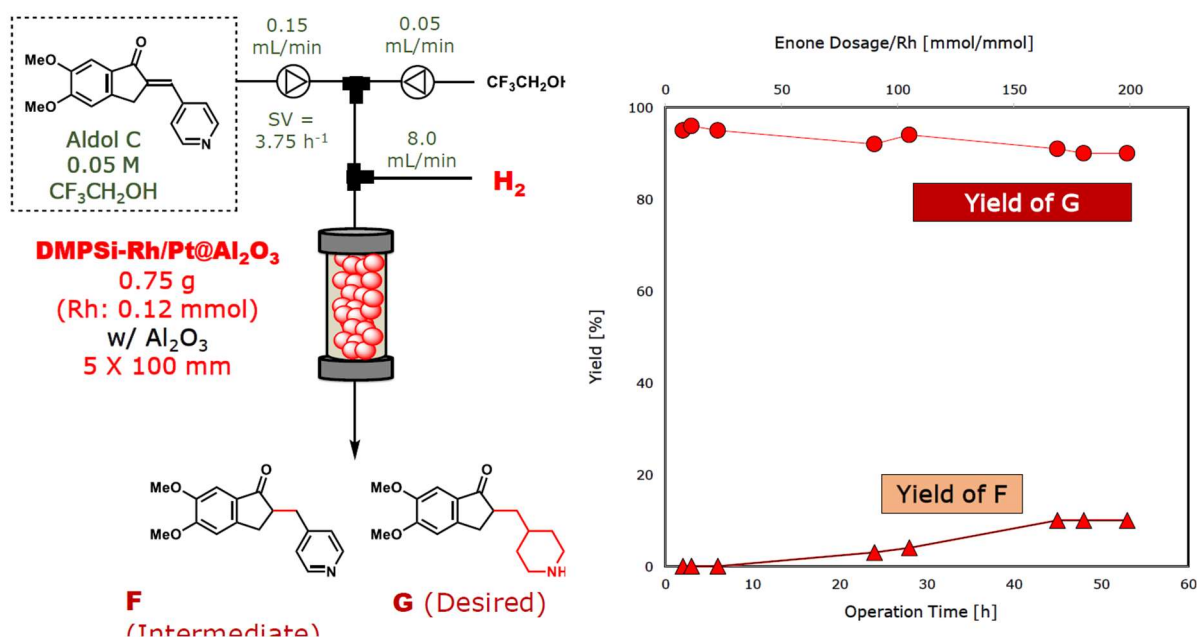 0.15
mL/min
0.05
mL/min
O
MeO
MeO
N
CF₃CH₂OH
Aldol C
0.05 M
CF₃CH₂OH
SV =
3.75 h⁻¹
8.0
mL/min
H₂
DMPSi-Rh/Pt@Al₂O₃
0.75 g
(Rh: 0.12 mmol)
w/ Al₂O₃
5 X 100 mm
O
MeO
MeO
N
O
MeO
MeO
NH
F
(Intermediate)
G (Desired)
Enone Dosage/Rh [mmol/mmol]
0 50 100 150 200
100
80
60
40
20
0
Yield [%]
Yield of G
Yield of F
0 10 20 30 40 50 60
Operation Time [h]